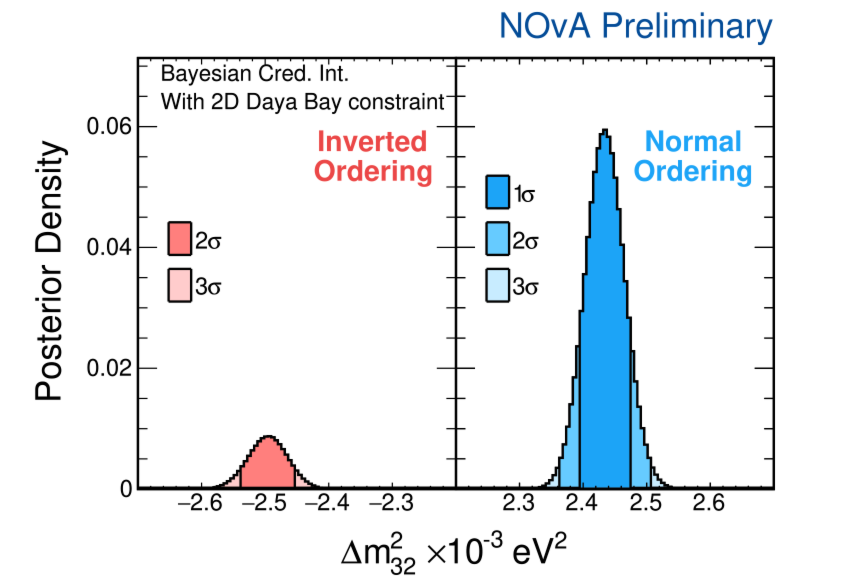 NOvA Preliminary
Bayesian Cred. Int.
With 2D Daya Bay constraint
Inverted
Ordering
Normal
Ordering
1σ
2σ
3σ
2σ
3σ
Posterior Density
0.06
0.04
0.02
0
−2.6 −2.5 −2.4 −2.3 2.3 2.4 2.5 2.6
Δm²₃₂ ×10⁻³ eV²